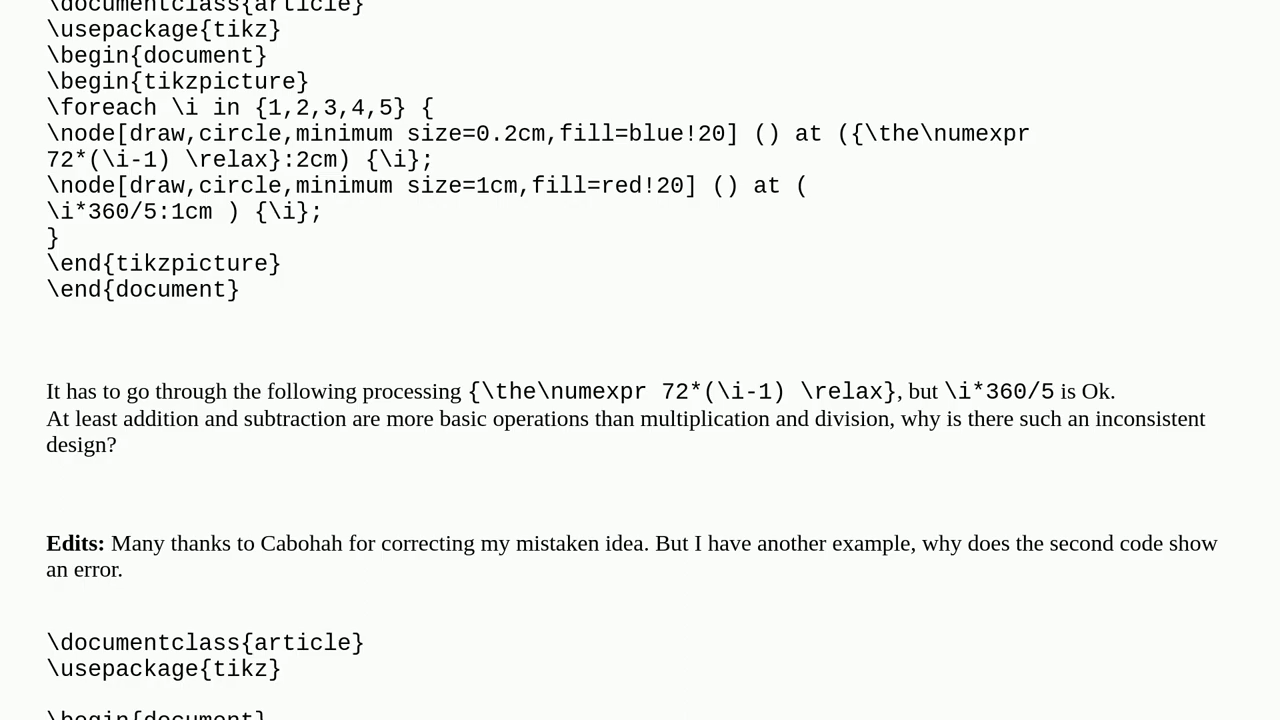 \documentclass{article}
\usepackage{tikz}
\begin{document}
\begin{tikzpicture}
\foreach \i in {1,2,3,4,5} {
\node[draw,circle,minimum size=0.2cm,fill=blue!20] () at ({\the\numexpr
72*(\i-1) \relax}:2cm) {\i};
\node[draw,circle,minimum size=1cm,fill=red!20] () at (
\i*360/5:1cm ) {\i};
}
\end{tikzpicture}
\end{document}
It has to go through the following processing {\the\numexpr 72*(\i-1) \relax}, but \i*360/5 is Ok.
At least addition and subtraction are more basic operations than multiplication and division, why is there such an inconsistent
design?
Edits: Many thanks to Cabohah for correcting my mistaken idea. But I have another example, why does the second code show
an error.
\documentclass{article}
\usepackage{tikz}
\begin{document}